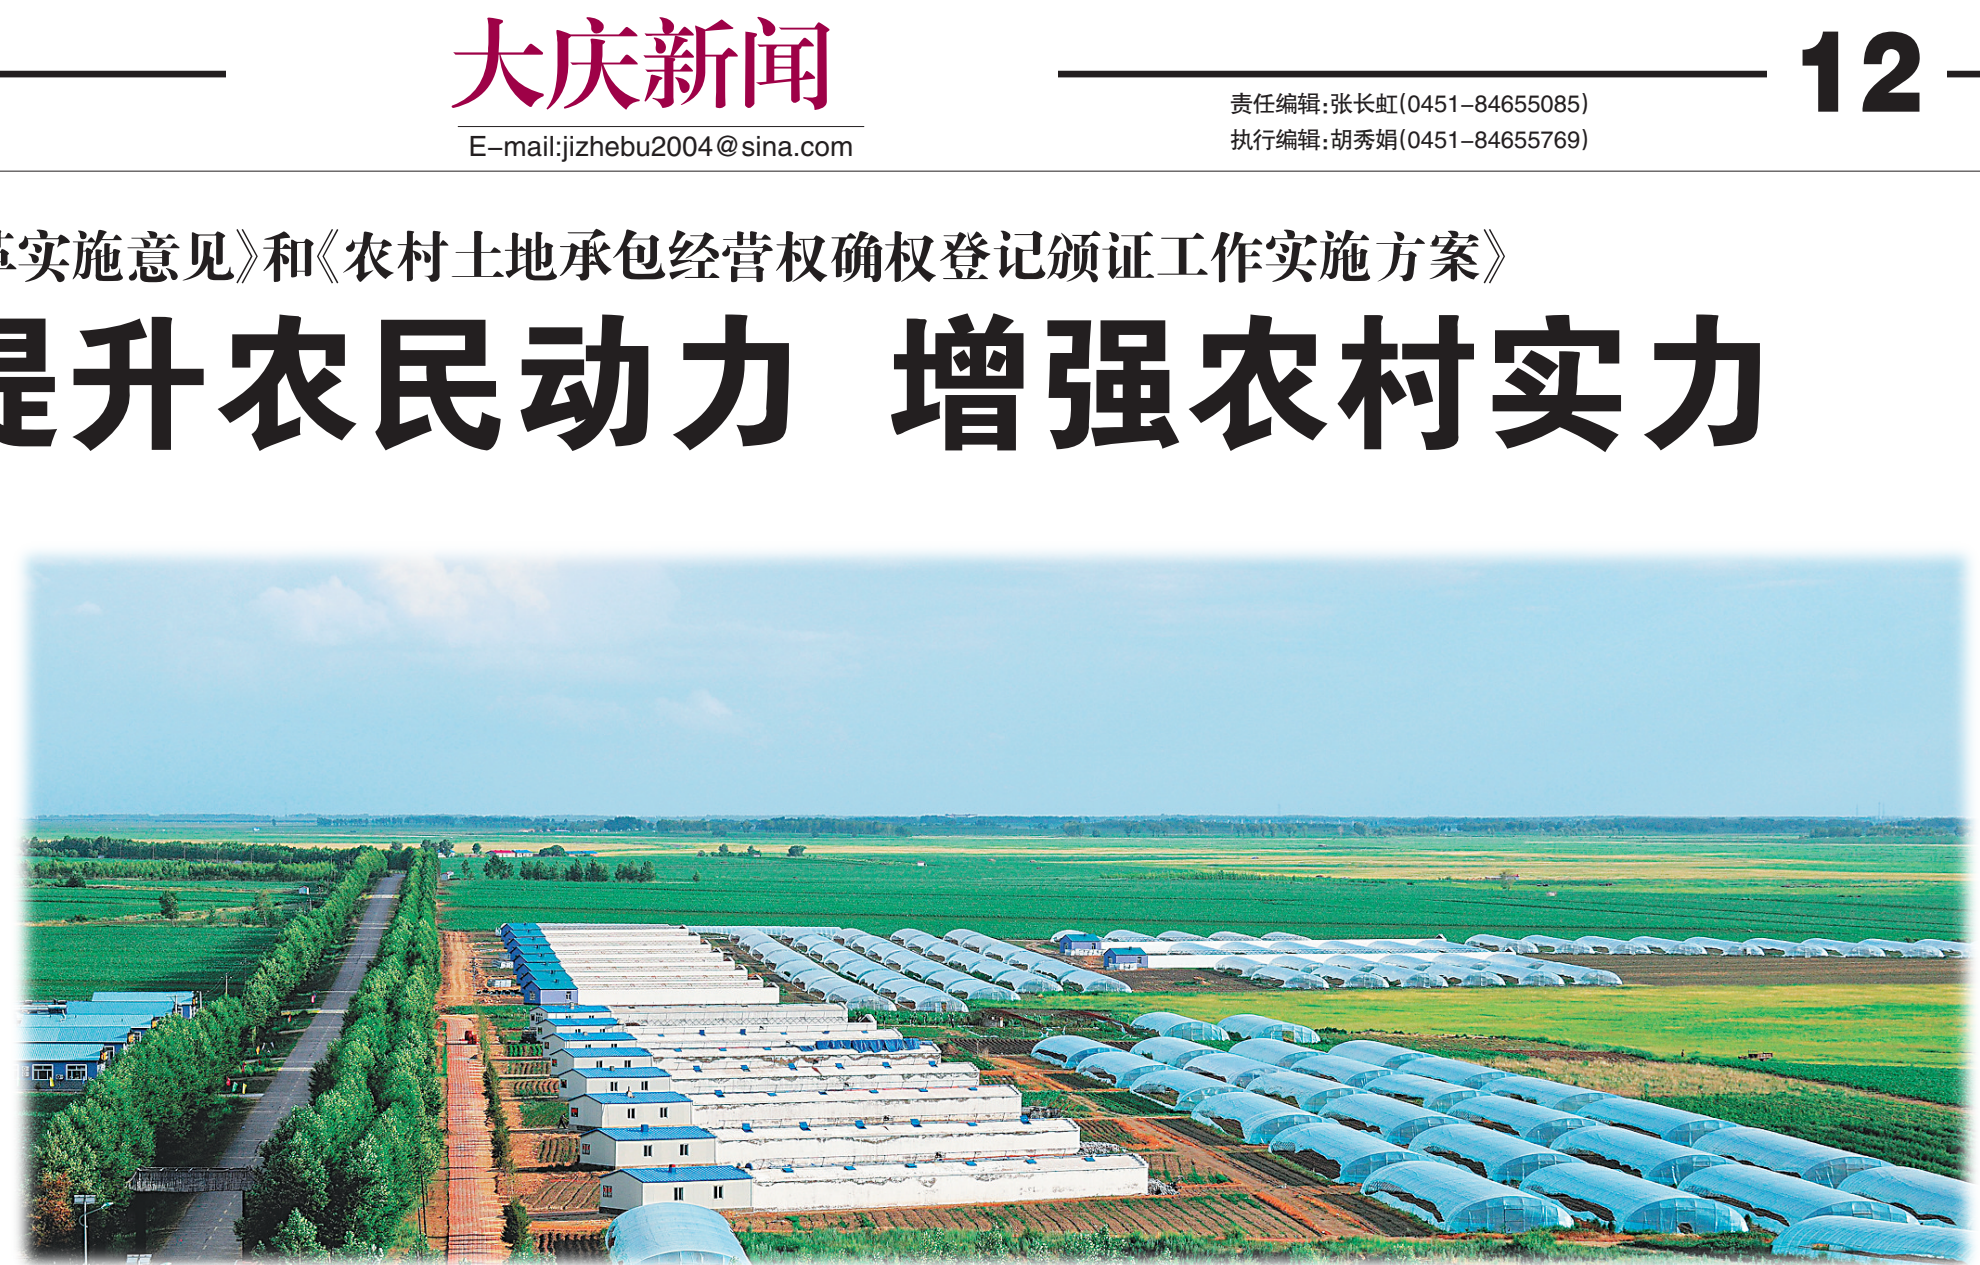 大庆新闻
12
E-mail:jizhebu2004@sina.com
责任编辑:张长虹(0451-84655085)
执行编辑:胡秀娟(0451-84655769)
实施意见》和《农村土地承包经营权确权登记颁证工作实施方案》
提升农民动力 增强农村实力